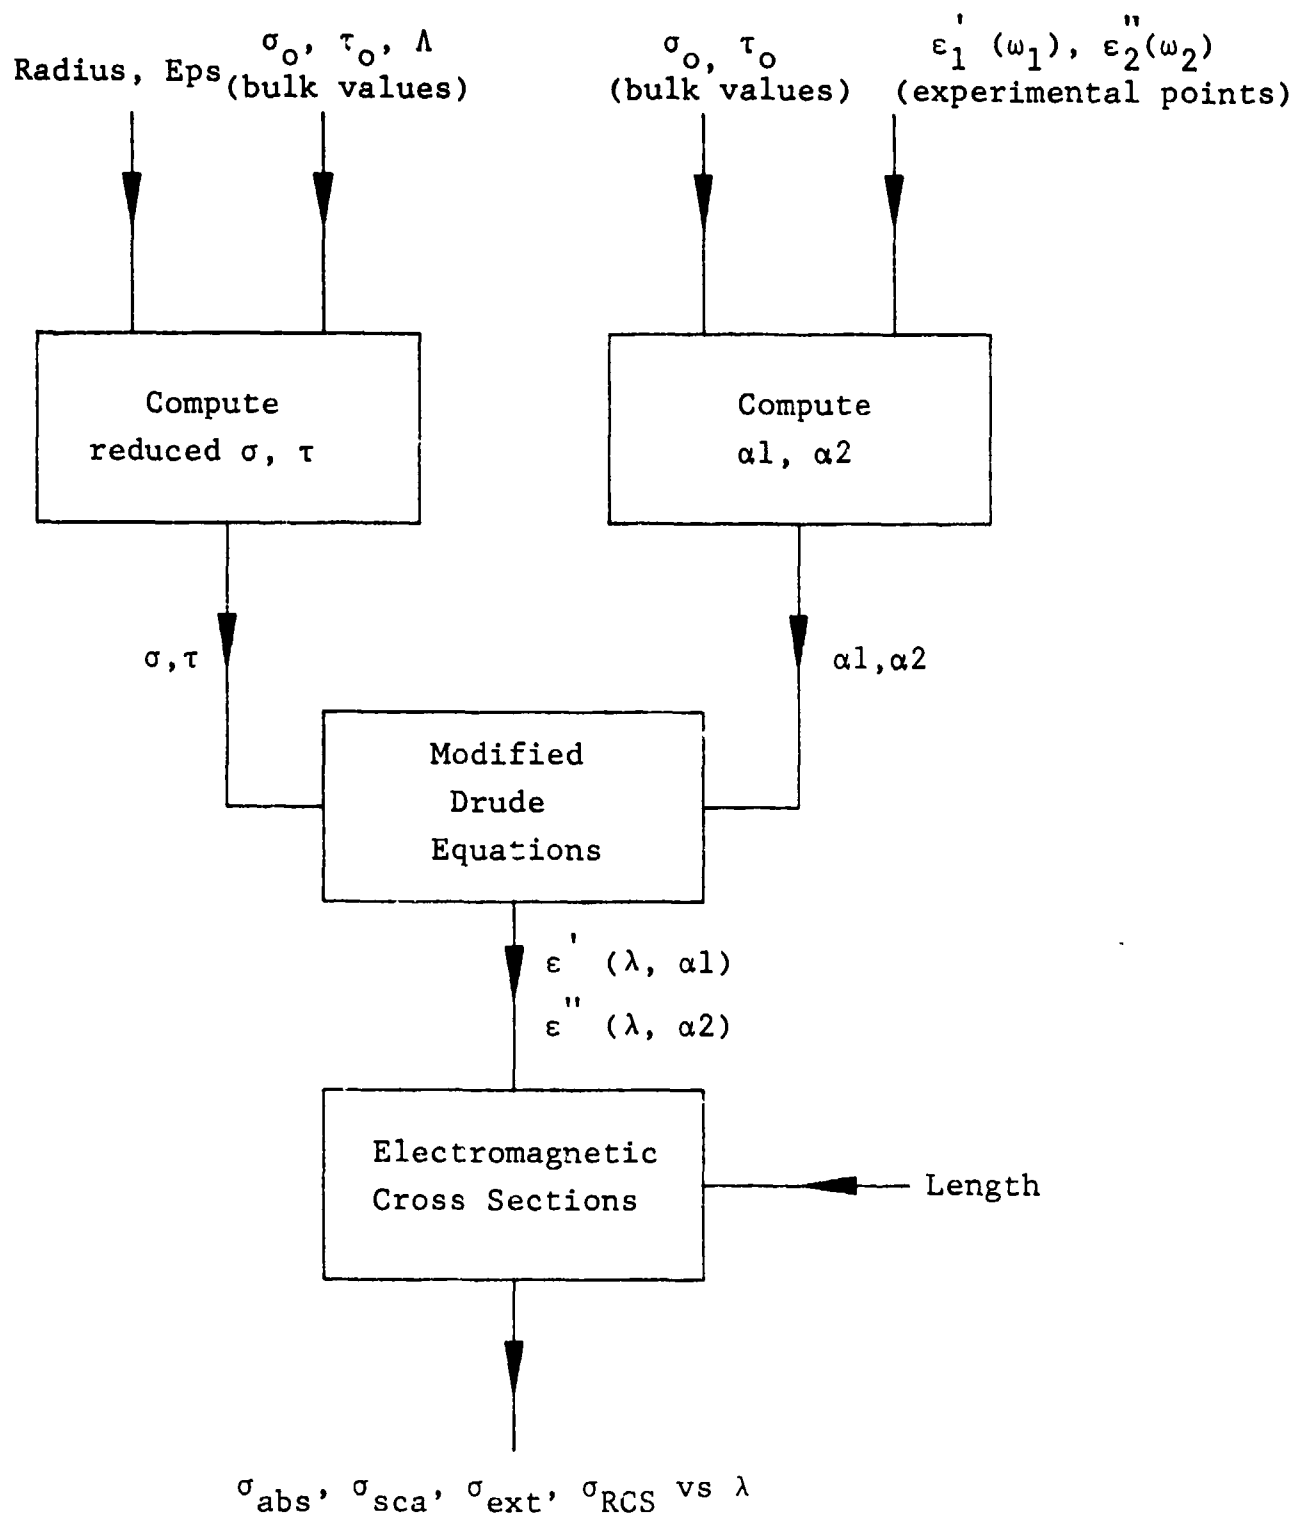 Radius, Eps
σo, τo, Λ
(bulk values)
σo, τo
(bulk values)
ε1' (ω1), ε2"(ω2)
(experimental points)
Compute
reduced σ, τ
Compute
α1, α2
σ,τ
α1,α2
Modified
Drude
Equations
ε' (λ, α1)
ε" (λ, α2)
Electromagnetic
Cross Sections
Length
σabs, σsca, σext, σRCS vs λ